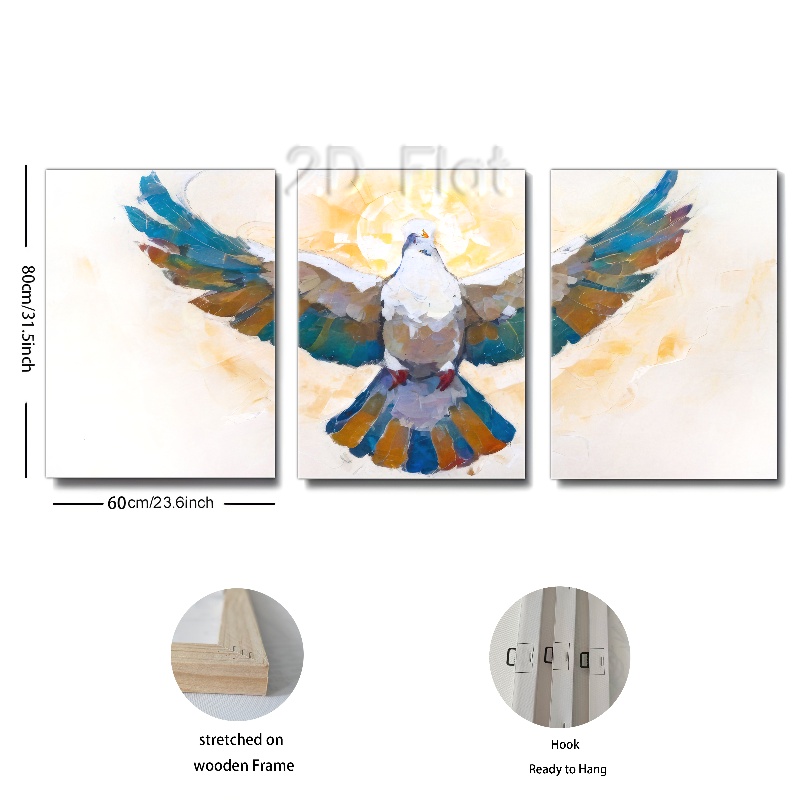 2D Flat
80cm/31.5inch
60cm/23.6inch
stretched on
wooden Frame
Hook
Ready to Hang